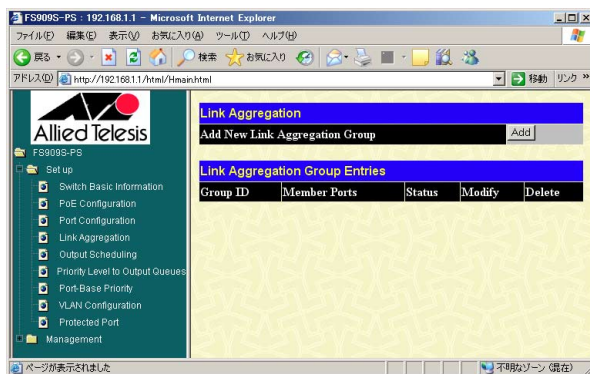 FS909S-PS : 192.168.1.1 - Microsoft Internet Explorer
ファイル(F) 編集(E) 表示(V) お気に入り(A) ツール(T) ヘルプ(H)
戻る 検索 お気に入り
アドレス(D) http://192.168.1.1/html/Hmain.html 移動 リンク »
Allied Telesis
FS909S-PS
Set up
Switch Basic Information
PoE Configuration
Port Configuration
Link Aggregation
Output Scheduling
Priority Level to Output Queues
Port-Base Priority
VLAN Configuration
Protected Port
Management
Link Aggregation
Add New Link Aggregation Group Add
Link Aggregation Group Entries
Group ID Member Ports Status Modify Delete
ページが表示されました 不明なゾーン (混在)